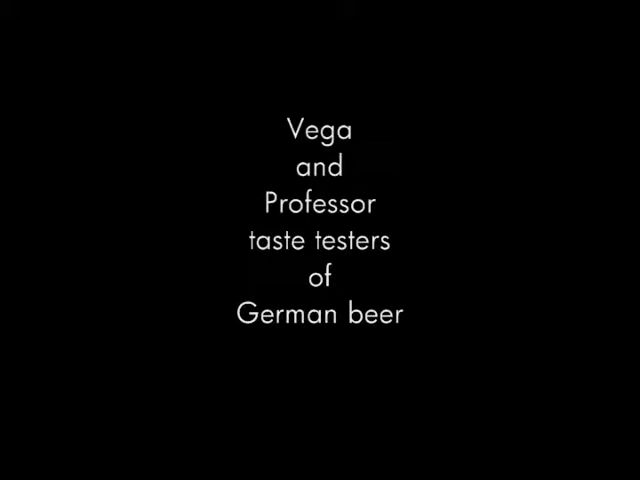 Vega
and
Professor
taste testers
of
German beer